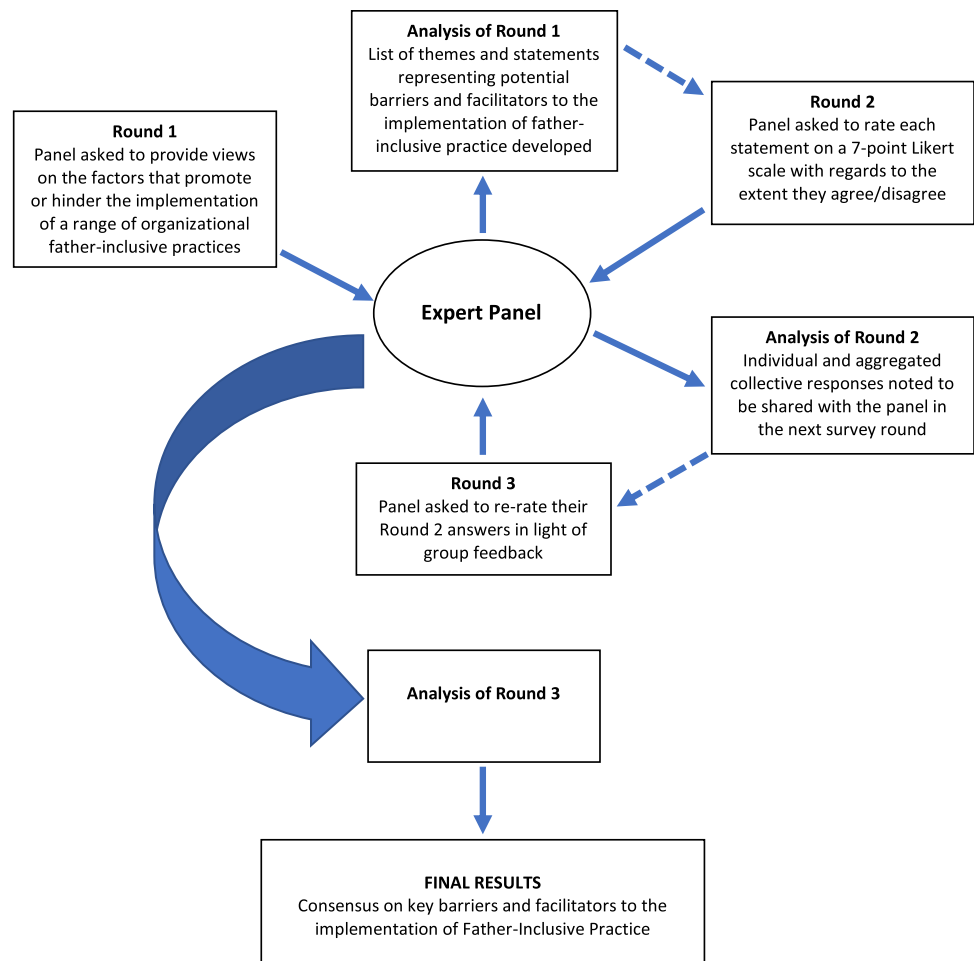 Round 1
Panel asked to provide views
on the factors that promote
or hinder the implementation
of a range of organizational
father-inclusive practices
Analysis of Round 1
List of themes and statements
representing potential
barriers and facilitators to the
implementation of father-
inclusive practice developed
Round 2
Panel asked to rate each
statement on a 7-point Likert
scale with regards to the
extent they agree/disagree
Expert Panel
Analysis of Round 2
Individual and aggregated
collective responses noted to
be shared with the panel in
the next survey round
Round 3
Panel asked to re-rate their
Round 2 answers in light of
group feedback
Analysis of Round 3
FINAL RESULTS
Consensus on key barriers and facilitators to the
implementation of Father-Inclusive Practice